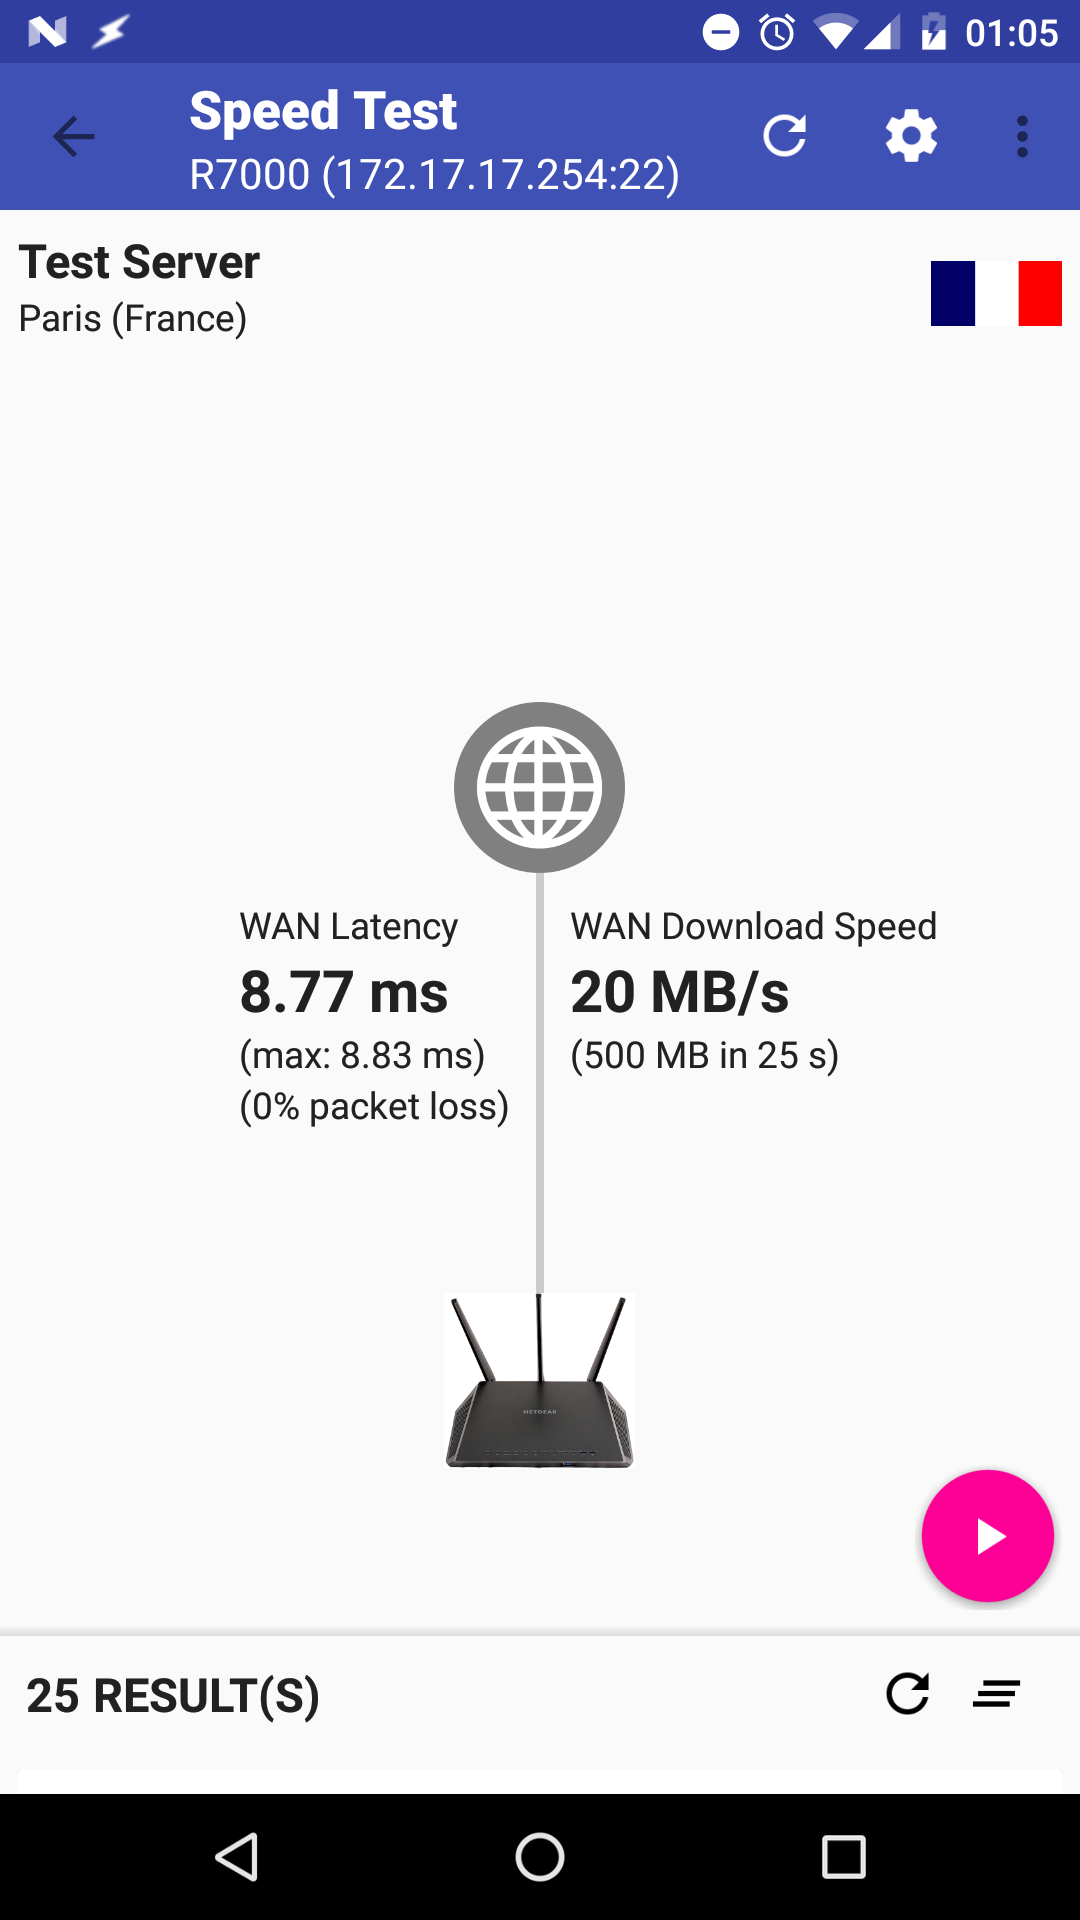 01:05
Speed Test
R7000 (172.17.17.254:22)
Test Server
Paris (France)
WAN Latency
8.77 ms
(max: 8.83 ms)
(0% packet loss)
WAN Download Speed
20 MB/s
(500 MB in 25 s)
NETGEAR
25 RESULT(S)